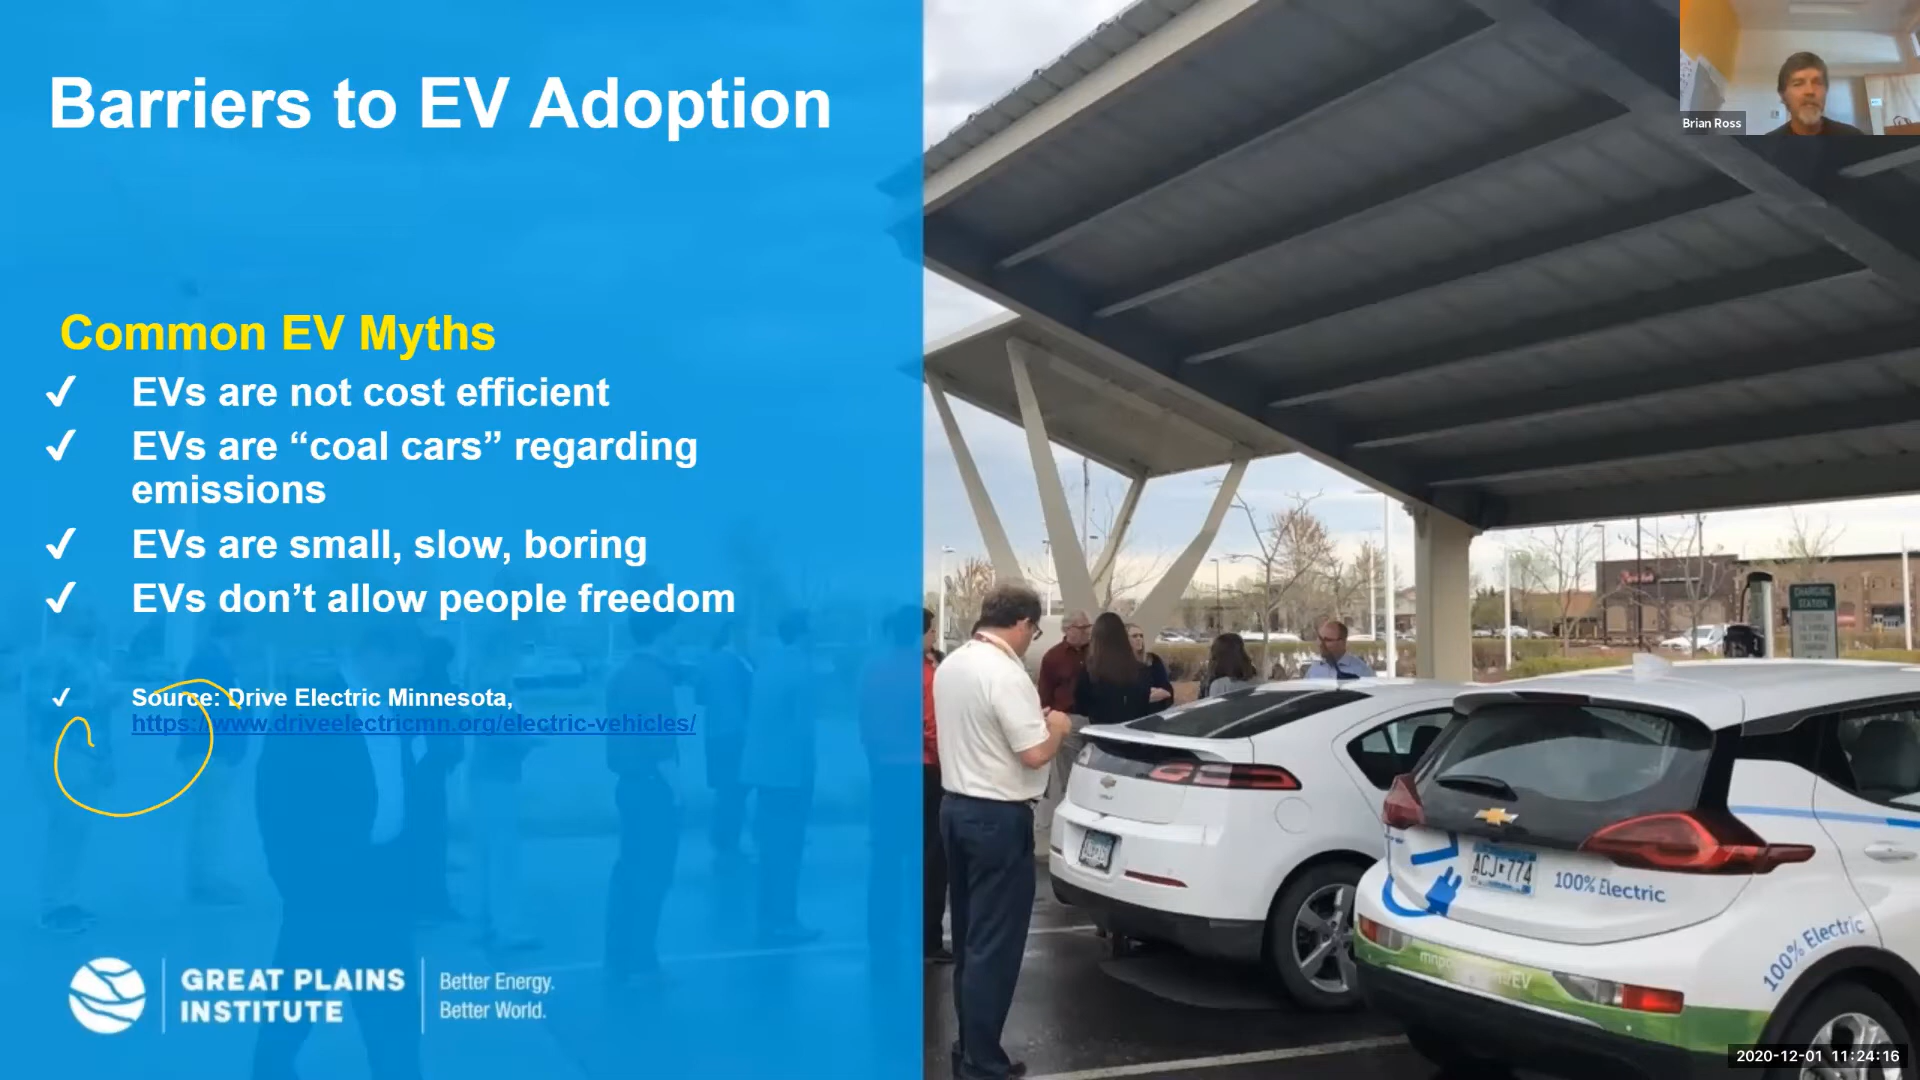 Barriers to EV Adoption
Brian Ross
Common EV Myths
✓ EVs are not cost efficient
✓ EVs are “coal cars” regarding
emissions
✓ EVs are small, slow, boring
✓ EVs don’t allow people freedom
✓ Source: Drive Electric Minnesota,
https://www.driveelectricmn.org/electric-vehicles/
GREAT PLAINS
INSTITUTE
Better Energy.
Better World.
CHARGING
STATION
ACJ 774
100% Electric
100% Electric
2020-12-01 11:24:16